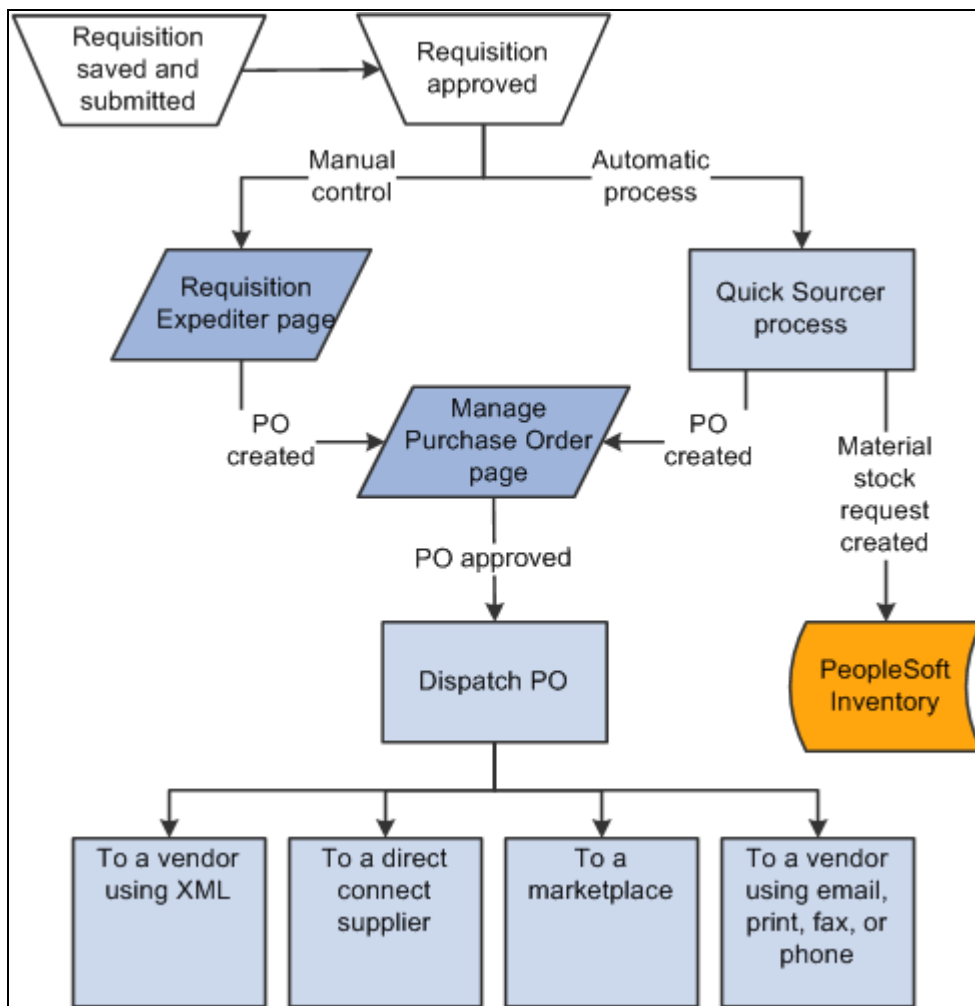 Requisition
saved and
submitted
Requisition
approved
Manual
control
Automatic
process
Requisition
Expediter page
Quick Sourcer
process
PO
created
Manage
Purchase Order
page
PO
created
Material
stock
request
created
PO approved
Dispatch PO
PeopleSoft
Inventory
To a vendor
using XML
To a direct
connect
supplier
To a
marketplace
To a vendor
using email,
print, fax, or
phone